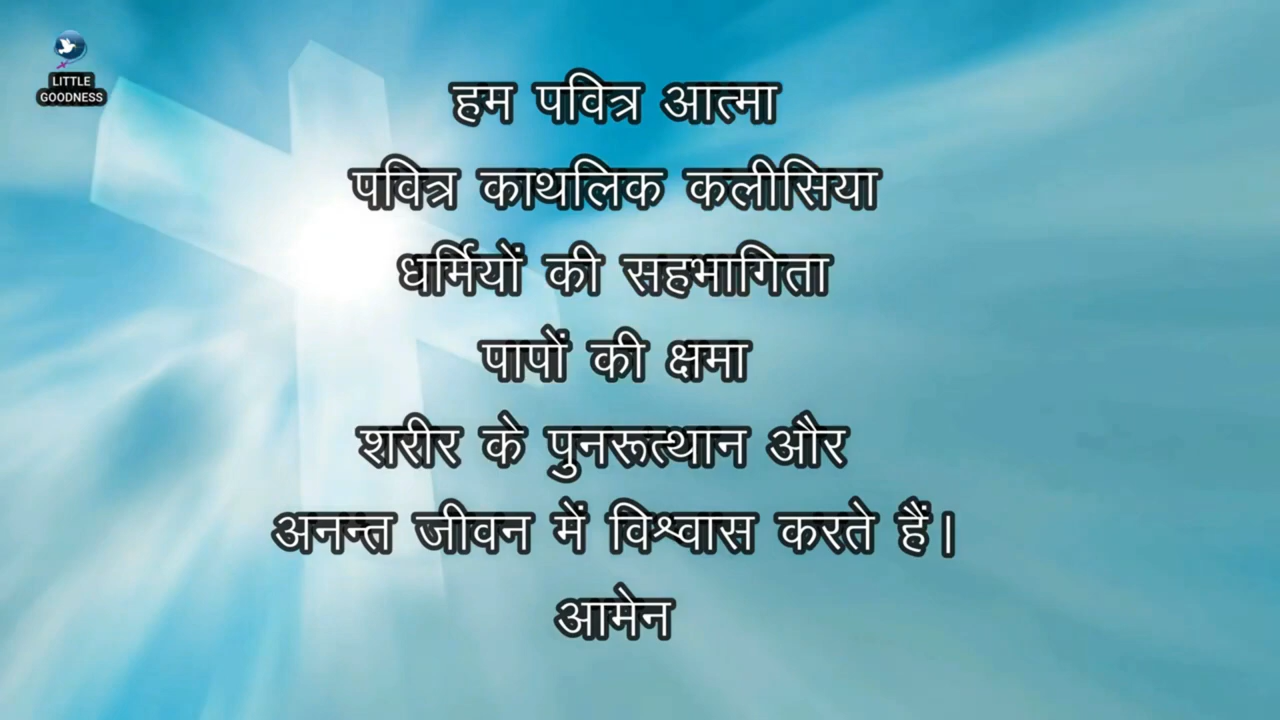 LITTLE
GOODNESS
हम पवित्र आत्मा
पवित्र काथलिक कलीसिया
धर्मियों की सहभागिता
पापों की क्षमा
शरीर के पुनरूत्थान और
अनन्त जीवन में विश्वास करते हैं।
आमेन